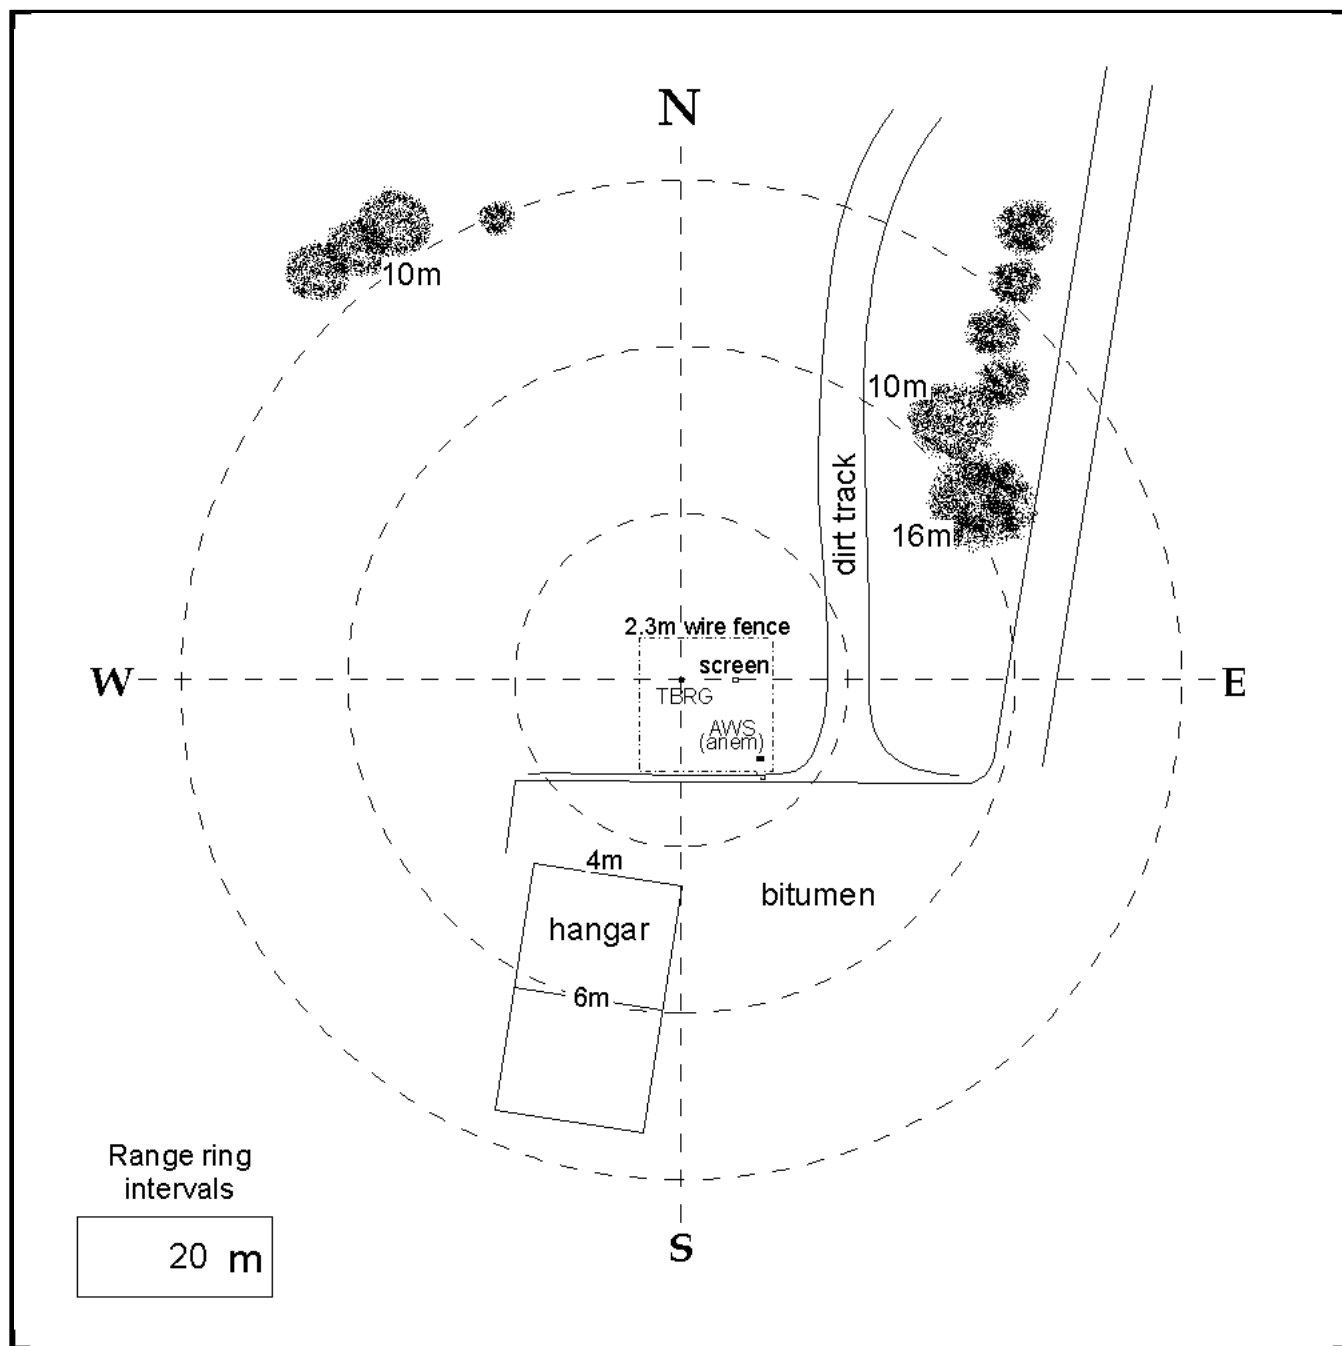 N
10m
10m
dirt track
16m
2.3m wire fence
screen
W
E
TBRG
AWS
(anem)
4m
bitumen
hangar
6m
Range ring
intervals
20 m
S